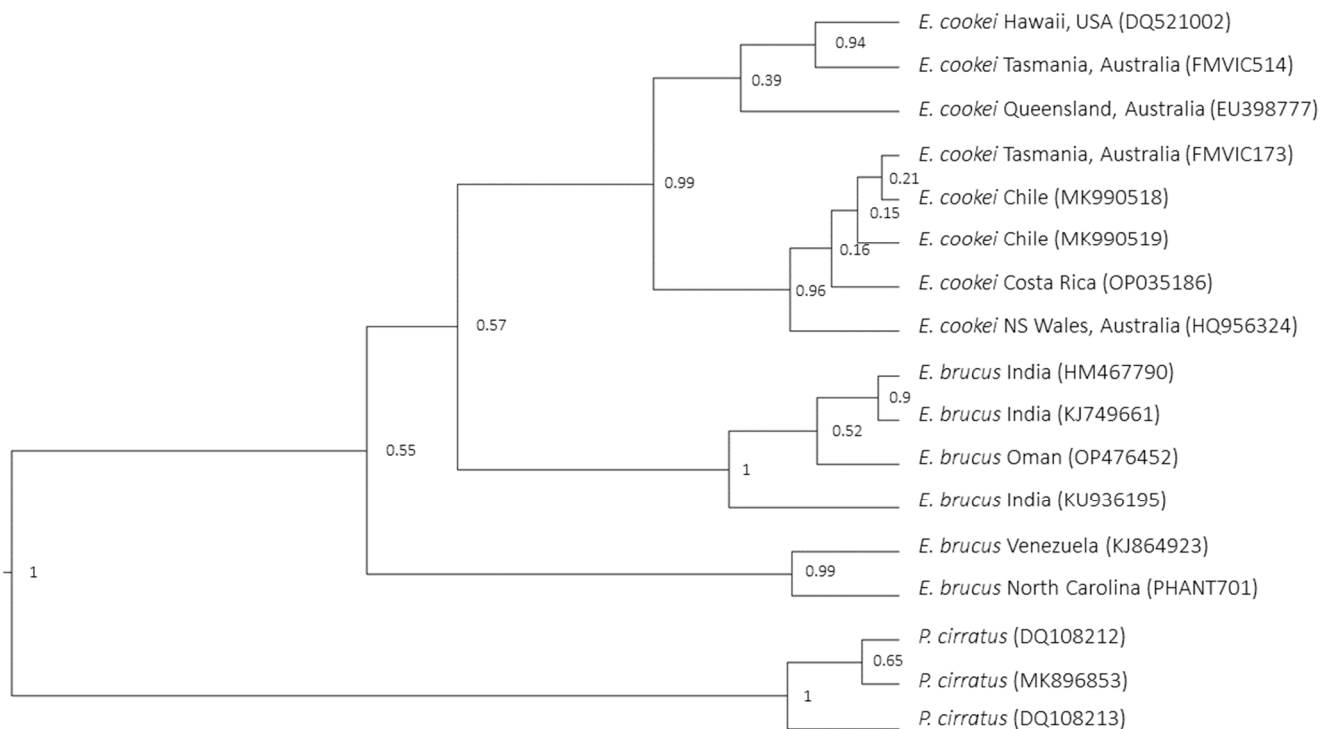 E. cookei Hawaii, USA (DQ521002)
0.94
E. cookei Tasmania, Australia (FMVIC514)
0.39
E. cookei Queensland, Australia (EU398777)
E. cookei Tasmania, Australia (FMVIC173)
0.21
0.99
E. cookei Chile (MK990518)
0.15
E. cookei Chile (MK990519)
0.16
E. cookei Costa Rica (OP035186)
0.96
E. cookei NS Wales, Australia (HQ956324)
0.57
E. brucus India (HM467790)
0.9
E. brucus India (KJ749661)
0.52
0.55
E. brucus Oman (OP476452)
1
E. brucus India (KU936195)
E. brucus Venezuela (KJ864923)
0.99
1
E. brucus North Carolina (PHANT701)
P. cirratus (DQ108212)
0.65
P. cirratus (MK896853)
1
P. cirratus (DQ108213)